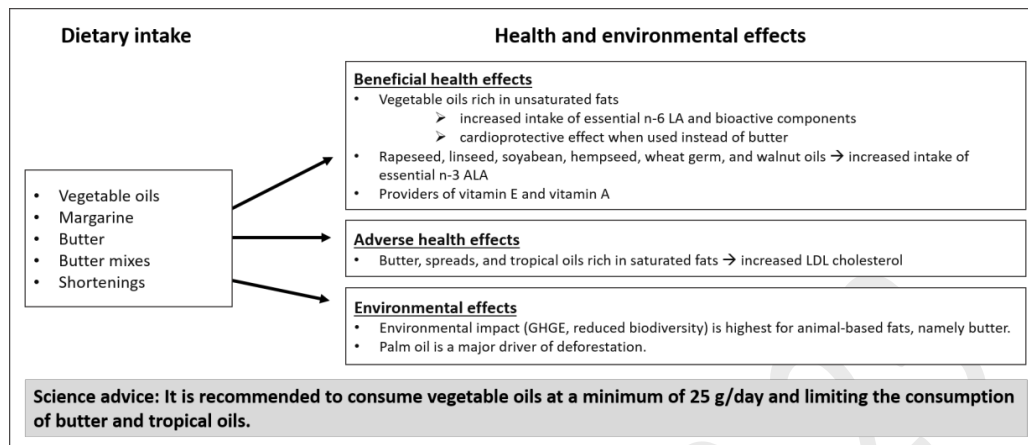 Dietary intake
Health and environmental effects
• Vegetable oils
• Margarine
• Butter
• Butter mixes
• Shortenings
Beneficial health effects
• Vegetable oils rich in unsaturated fats
➢ increased intake of essential n-6 LA and bioactive components
➢ cardioprotective effect when used instead of butter
• Rapeseed, linseed, soyabean, hempseed, wheat germ, and walnut oils → increased intake of
essential n-3 ALA
• Providers of vitamin E and vitamin A
Adverse health effects
• Butter, spreads, and tropical oils rich in saturated fats → increased LDL cholesterol
Environmental effects
• Environmental impact (GHGE, reduced biodiversity) is highest for animal-based fats, namely butter.
• Palm oil is a major driver of deforestation.
Science advice: It is recommended to consume vegetable oils at a minimum of 25 g/day and limiting the consumption
of butter and tropical oils.